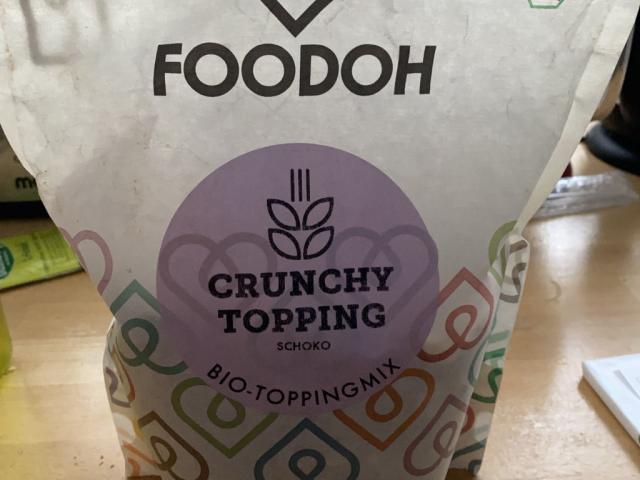 FOODOH
CRUNCHY
TOPPING
SCHOKO
BIO-TOPPINGMIX